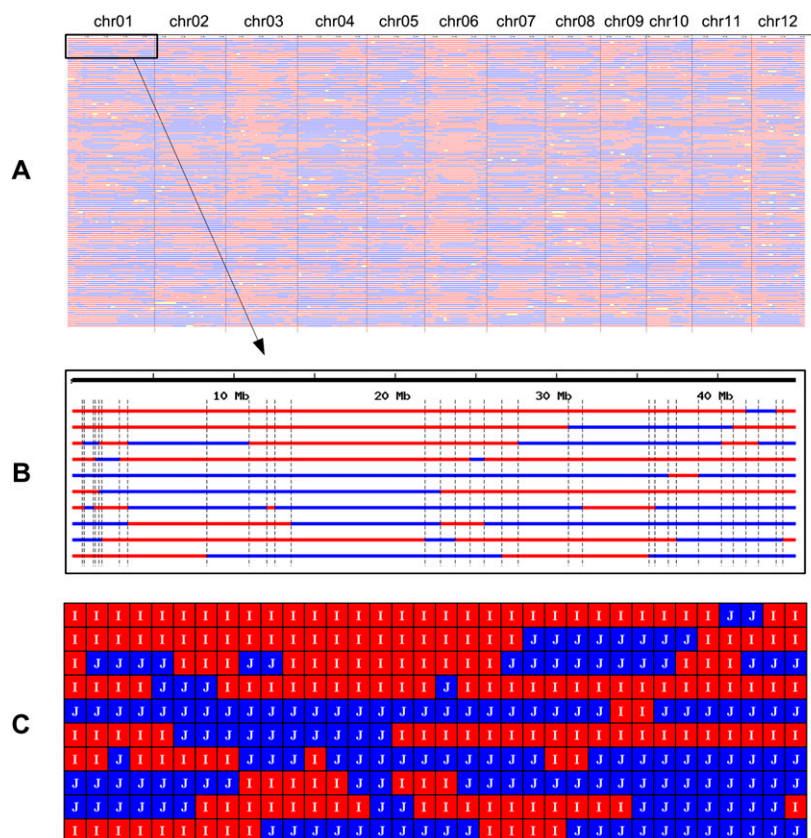 chr01 chr02 chr03 chr04 chr05 chr06 chr07 chr08 chr09 chr10 chr11 chr12
A
10 Mb 20 Mb 30 Mb 40 Mb
B
I I I I I I I I I I I I I I I I I I I I I I I I I I I I I I J J I I
I I I I I I I I I I I I I I I I I I I I I J J J J J J J J I I I I I
I J J J J I I I J J I I I I I I I I I I J J J J J J J J I I I J J J
I I I I J J J I I I I I I I I I I J I I I I I I I I I I I I I I I I
J J J J J J J J J J J J J J J J J J J J J J J J J I I J J J J J J J
C
I I I I I J J J J J J J J J J I I I I I I I I I I I I I I I I I I I
I I J I I I I I J J J I J J J J J J J J J J I I J J J J J J J J J J
J J J J J J J J I I I I I J J I I I J J J J J J J J J J J J J J J J
J J J J J J I I I I I I I I J J I I I I I I I I I I J J J J J J J I
I I I I I I I I I J J J J J J J J J J I I I I J J J J J J J J J J J